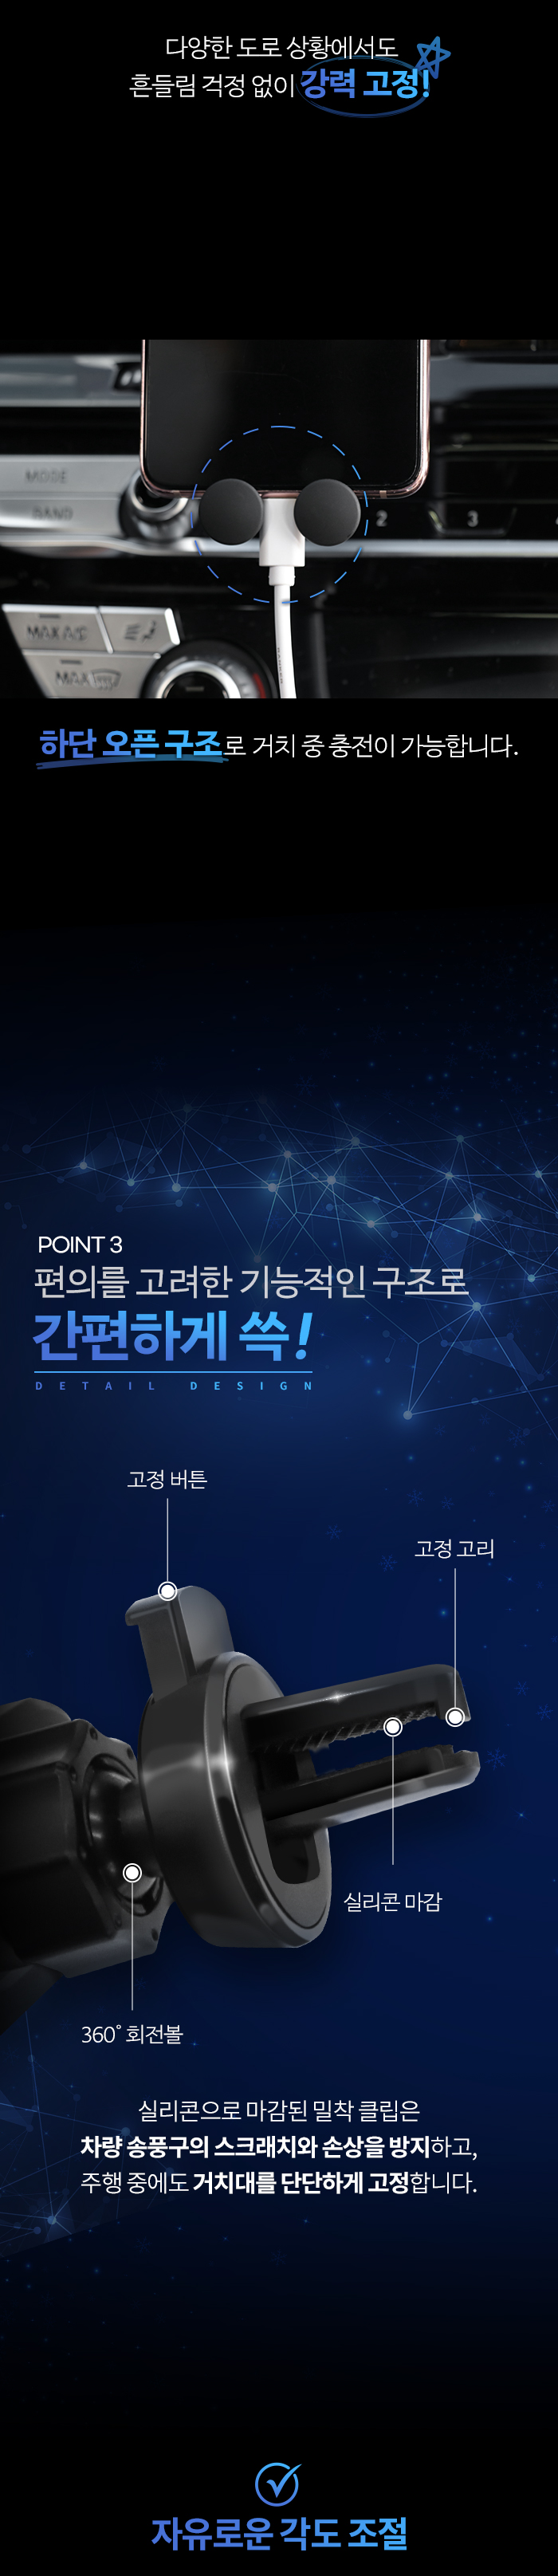 다양한 도로 상황에서도
흔들림 걱정 없이 강력 고정!
MODE
BAND
2 3 4
MAX A/C
MAX
하단 오픈 구조로 거치 중 충전이 가능합니다.
POINT 3
편의를 고려한 기능적인 구조로
간편하게 쏙!
DETAIL DESIGN
고정 버튼
고정 고리
실리콘 마감
360° 회전볼
실리콘으로 마감된 밀착 클립은
차량 송풍구의 스크래치와 손상을 방지하고,
주행 중에도 거치대를 단단하게 고정합니다.
자유로운 각도 조절